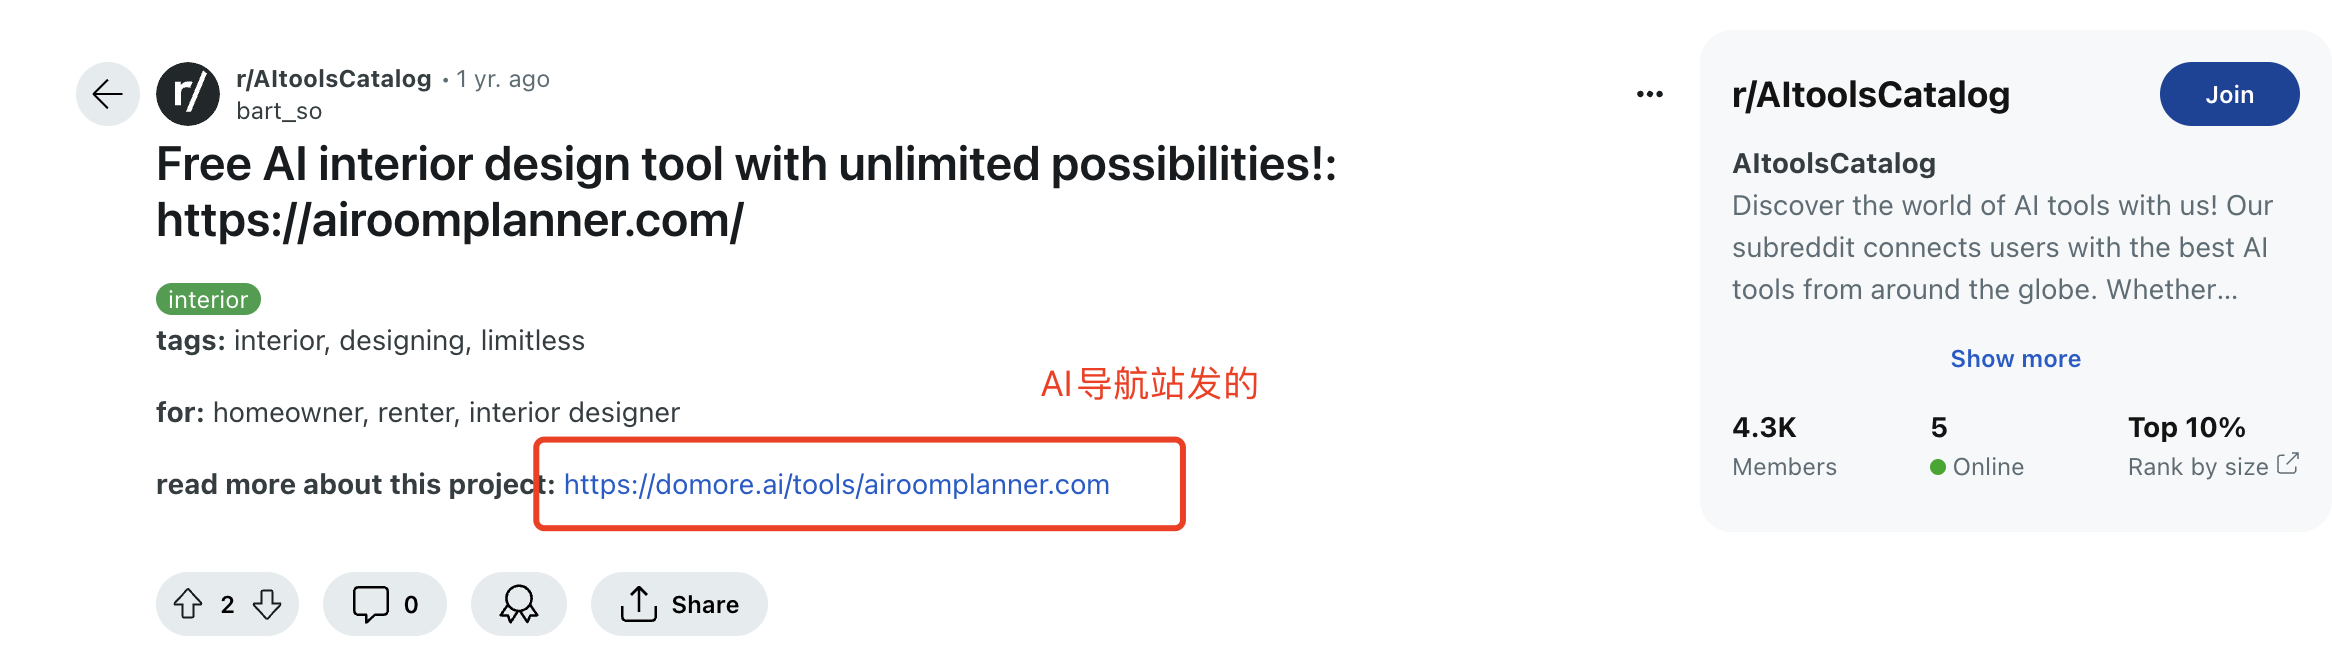 r/AItoolsCatalog • 1 yr. ago
bart_so
Free AI interior design tool with unlimited possibilities!:
https://airoomplanner.com/
interior
tags: interior, designing, limitless
AI导航站发的
for: homeowner, renter, interior designer
read more about this project: https://domore.ai/tools/airoomplanner.com
2
0
Share
r/AItoolsCatalog
Join
AItoolsCatalog
Discover the world of AI tools with us! Our
subreddit connects users with the best AI
tools from around the globe. Whether...
Show more
4.3K 5 Top 10%
Members Online Rank by size